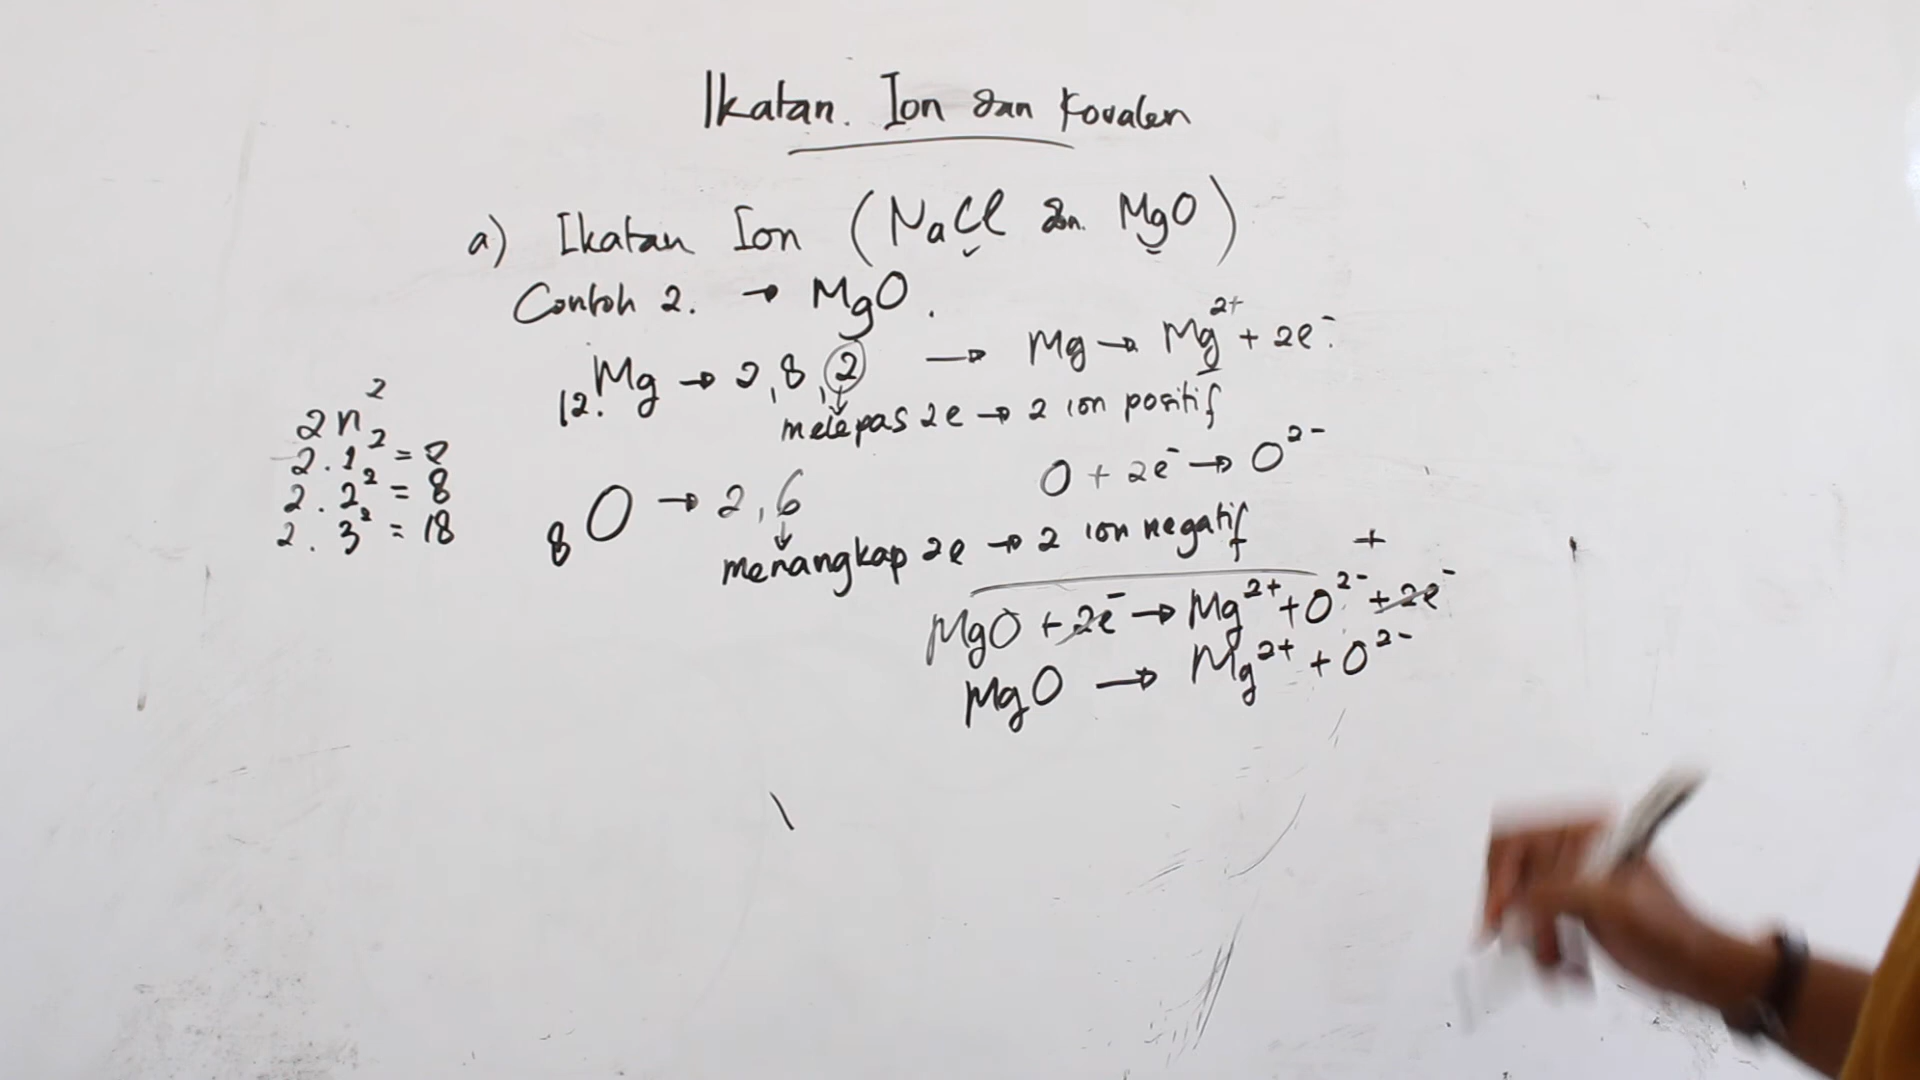 Ikatan. Ion dan Kovalen
a) Ikatan Ion (NaCl dan. MgO)
Contoh 2. → MgO.
₁₂.Mg → 2,8,2 → Mg → Mg²⁺ + 2e⁻.
melepas 2e → 2 ion positif
2n²
2.1² = 2
2.2² = 8
2.3² = 18
₈O → 2,6
O + 2e⁻ → O²⁻
menangkap 2e → 2 ion negatif +
MgO + 2e⁻ → Mg²⁺ + O²⁻ + 2e⁻
MgO → Mg²⁺ + O²⁻